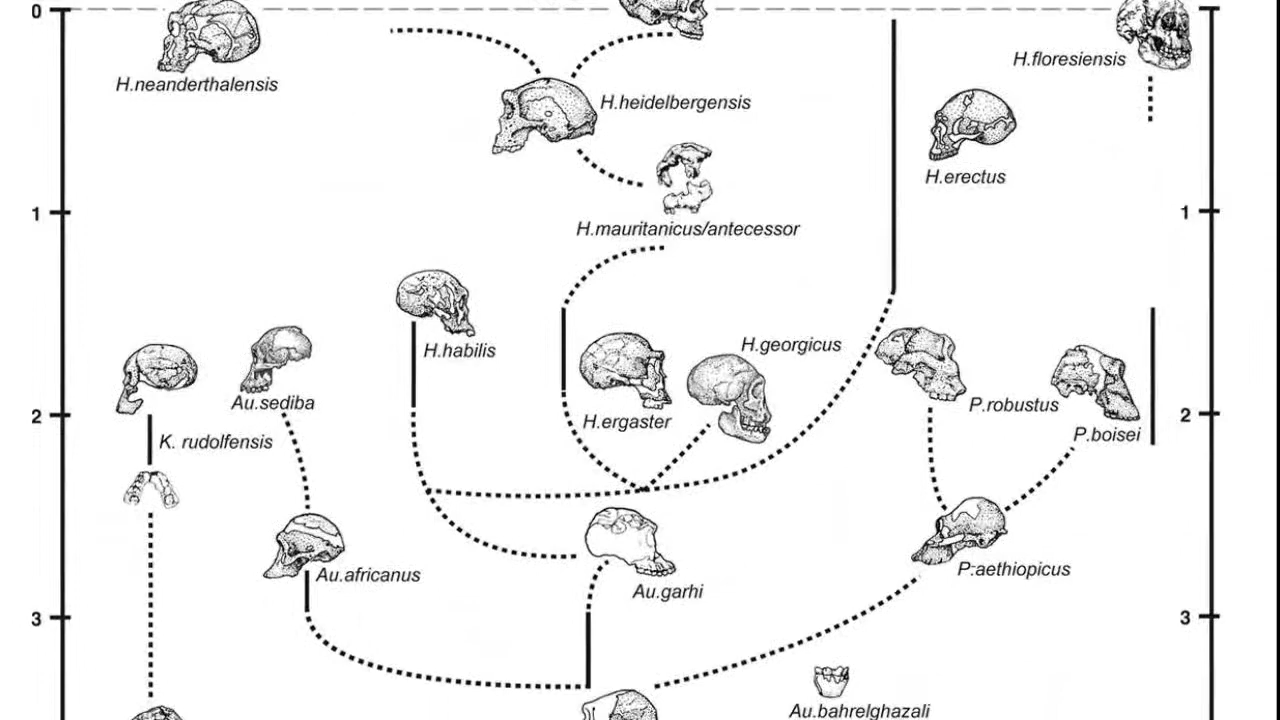 0
H.neanderthalensis
H.floresiensis
H.heidelbergensis
H.erectus
1
1
H.mauritanicus/antecessor
H.habilis
H.georgicus
Au.sediba
P.robustus
2
2
H.ergaster
P.boisei
K. rudolfensis
Au.africanus
P.aethiopicus
Au.garhi
3
3
Au.bahrelghazali